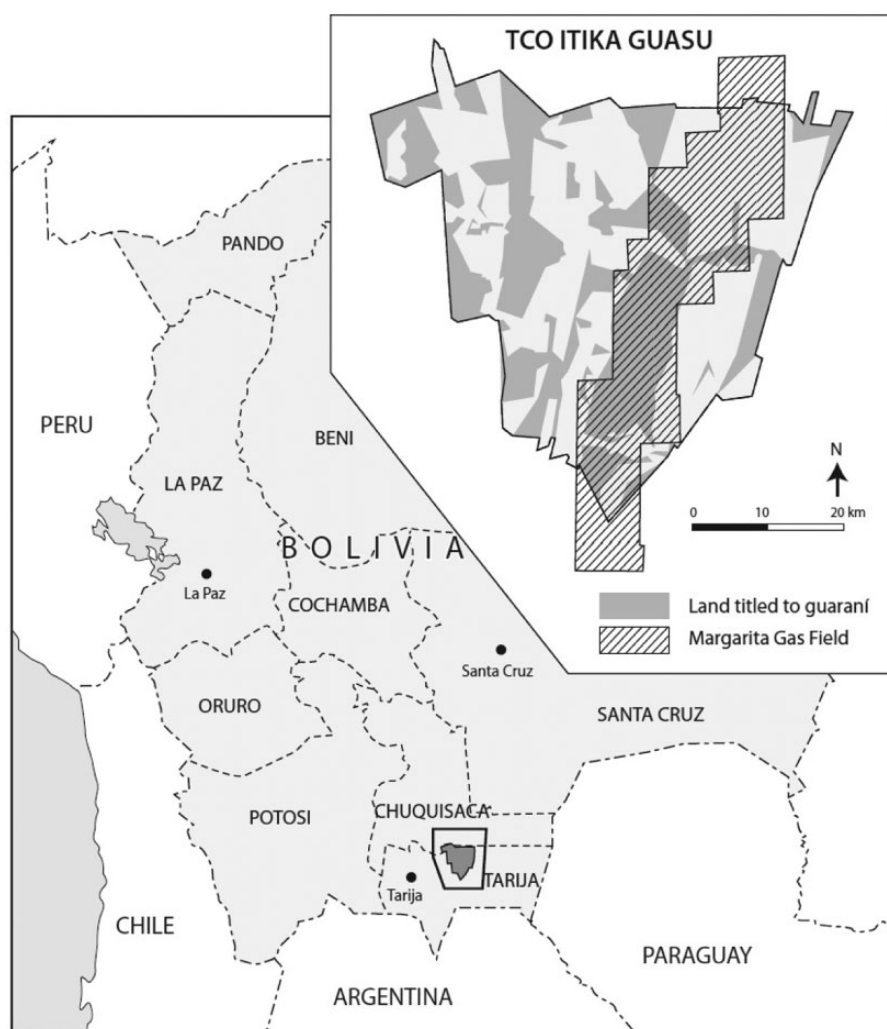 TCO ITIKA GUASU
N
0 10 20 km
Land titled to guaraní
Margarita Gas Field
PANDO
PERU
BENI
LA PAZ
BOLIVIA
La Paz
COCHAMBA
Santa Cruz
ORURO
SANTA CRUZ
POTOSI
CHUQUISACA
Tarija
TARIJA
CHILE
PARAGUAY
ARGENTINA